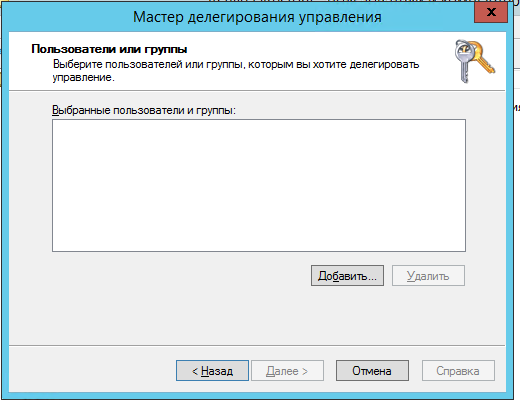 Мастер делегирования управления
x
Пользователи или группы
Выберите пользователей или группы, которым вы хотите делегировать
управление.
Выбранные пользователи и группы:
Добавить...
Удалить
< Назад
Далее >
Отмена
Справка